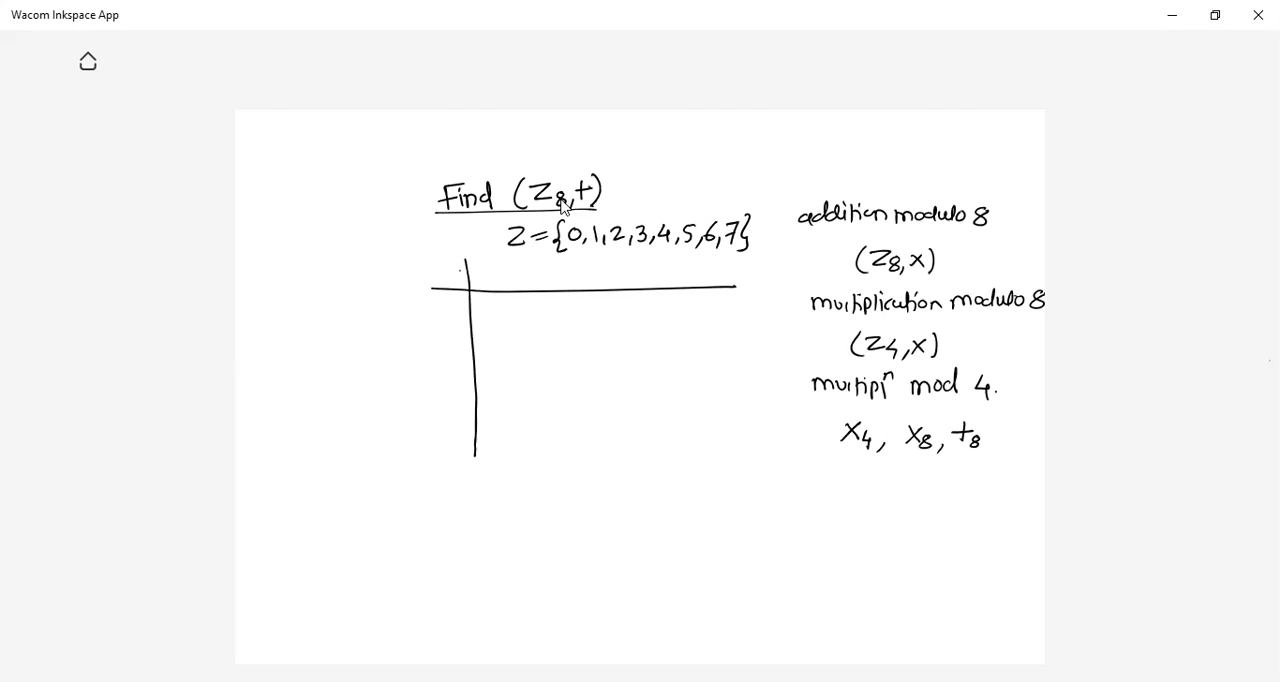 Wacom Inkspace App
Find (Z8,+)
Z={0,1,2,3,4,5,6,7}
addition modulo 8
(Z8,x)
multiplication modulo 8
(Z4,x)
multiplⁿ mod 4.
x4, x8, +8